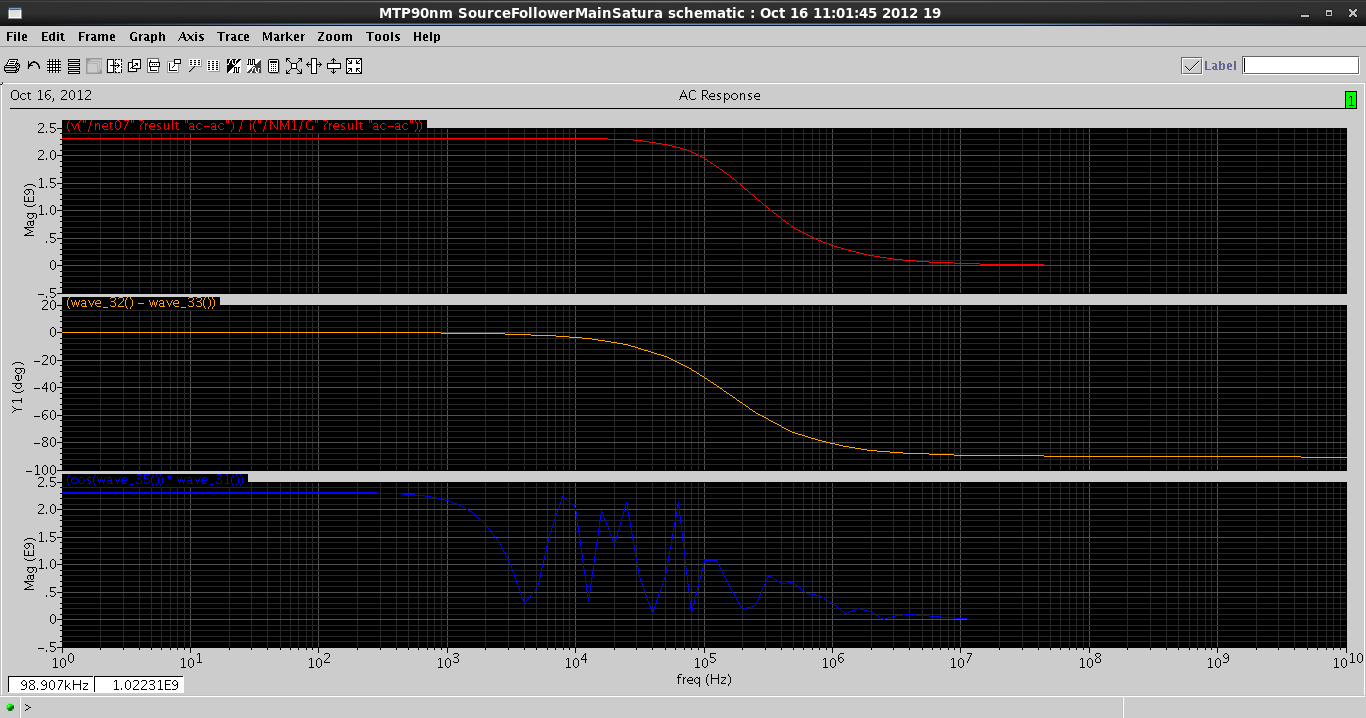 MTP90nm SourceFollowerMainSatura schematic : Oct 16 11:01:45 2012 19
File Edit Frame Graph Axis Trace Marker Zoom Tools Help
Label
Oct 16, 2012 AC Response 1
(v("/net07" ?result "ac-ac") / i("/NM1/G" ?result "ac-ac"))
2.5
2.0
1.5
1.0
.5
0
-.5
Mag (E9)
(wave_32() - wave_33())
20
0
-20
-40
-60
-80
-100
Y1 (deg)
(cos(wave_35()) * wave_31())
2.5
2.0
1.5
1.0
.5
0
-.5
Mag (E9)
10^0 10^1 10^2 10^3 10^4 10^5 10^6 10^7 10^8 10^9 10^10
freq (Hz)
98.907kHz 1.02231E9
>